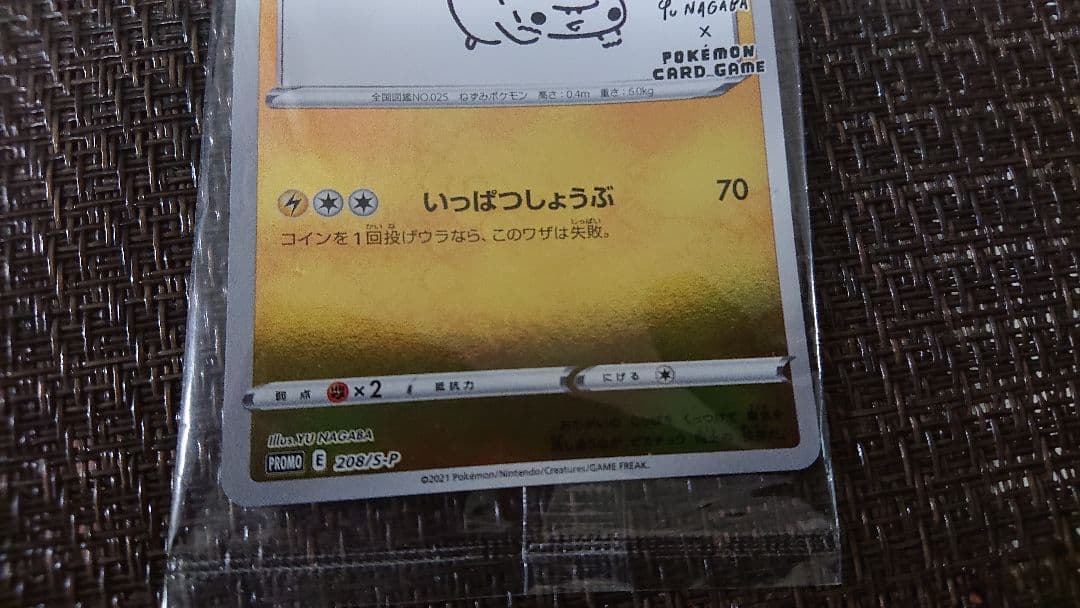 YU NAGABA
×
POKÉMON
CARD GAME
全国図鑑NO.025 ねずみポケモン 高さ:0.4m 重さ:6.0kg
いっぱつしょうぶ 70
コインを1回投げウラなら、このワザは失敗。
弱点 ×2 抵抗力 にげる
Illus.YU NAGABA
PROMO E 208/S-P
©2021 Pokémon/Nintendo/Creatures/GAME FREAK.